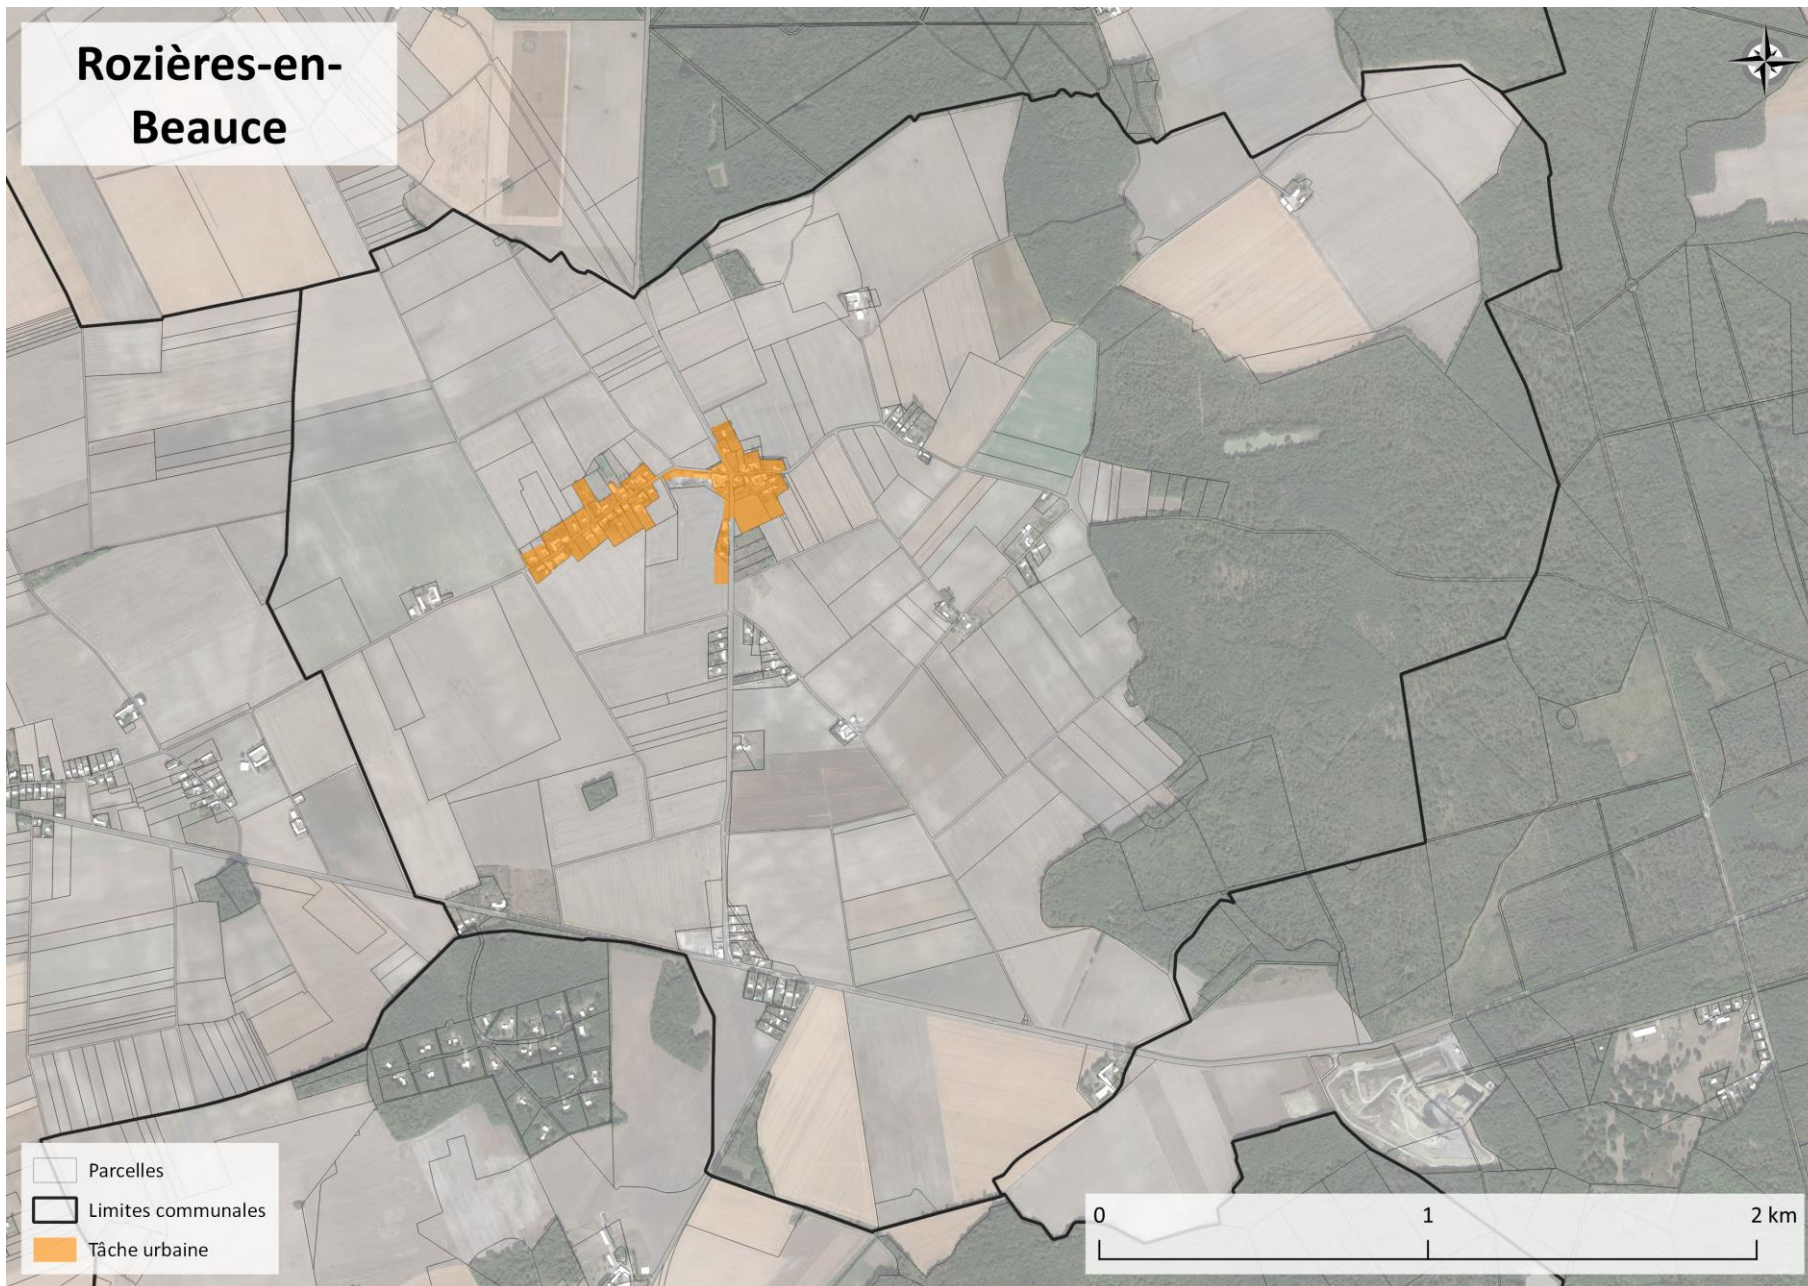 Rozières-en-
Beauce
Parcelles
Limites communales
Tâche urbaine
0 1 2 km